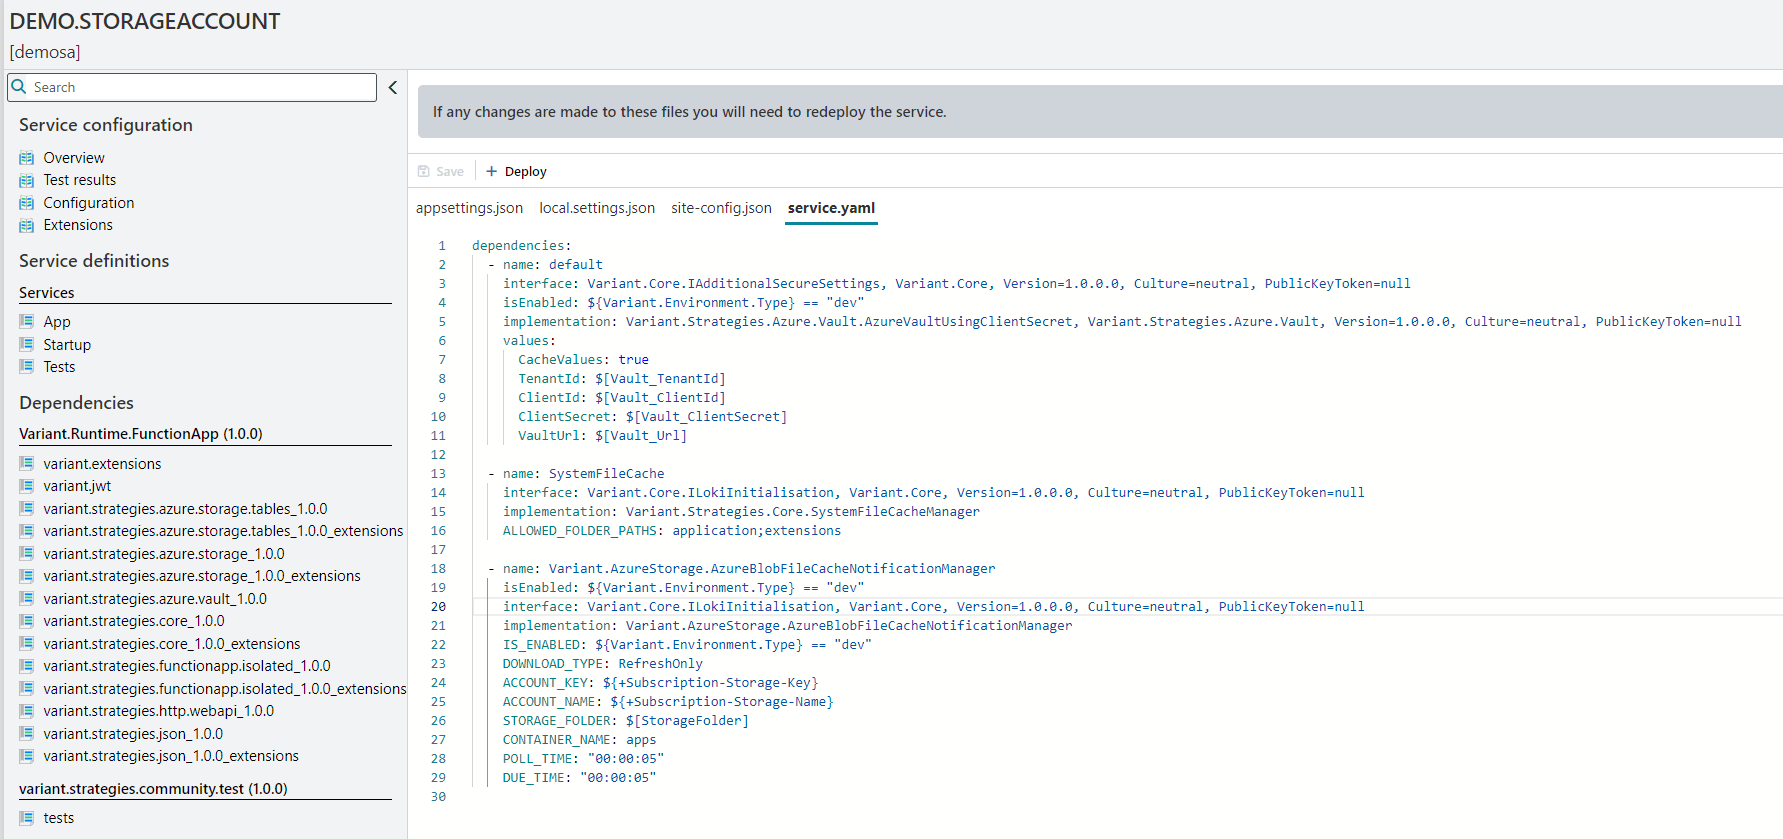 DEMO.STORAGEACCOUNT
[demosa]
Search
Service configuration
Overview
Test results
Configuration
Extensions
Service definitions
Services
App
Startup
Tests
Dependencies
Variant.Runtime.FunctionApp (1.0.0)
variant.extensions
variant.jwt
variant.strategies.azure.storage.tables_1.0.0
variant.strategies.azure.storage.tables_1.0.0_extensions
variant.strategies.azure.storage_1.0.0
variant.strategies.azure.storage_1.0.0_extensions
variant.strategies.azure.vault_1.0.0
variant.strategies.core_1.0.0
variant.strategies.core_1.0.0_extensions
variant.strategies.functionapp.isolated_1.0.0
variant.strategies.functionapp.isolated_1.0.0_extensions
variant.strategies.http.webapi_1.0.0
variant.strategies.json_1.0.0
variant.strategies.json_1.0.0_extensions
variant.strategies.community.test (1.0.0)
tests
If any changes are made to these files you will need to redeploy the service.
Save + Deploy
appsettings.json local.settings.json site-config.json service.yaml
1 dependencies:
2 - name: default
3 interface: Variant.Core.IAdditionalSecureSettings, Variant.Core, Version=1.0.0.0, Culture=neutral, PublicKeyToken=null
4 isEnabled: ${Variant.Environment.Type} == "dev"
5 implementation: Variant.Strategies.Azure.Vault.AzureVaultUsingClientSecret, Variant.Strategies.Azure.Vault, Version=1.0.0.0, Culture=neutral, PublicKeyToken=null
6 values:
7 CacheValues: true
8 TenantId: $[Vault_TenantId]
9 ClientId: $[Vault_ClientId]
10 ClientSecret: $[Vault_ClientSecret]
11 VaultUrl: $[Vault_Url]
12
13 - name: SystemFileCache
14 interface: Variant.Core.ILokiInitialisation, Variant.Core, Version=1.0.0.0, Culture=neutral, PublicKeyToken=null
15 implementation: Variant.Strategies.Core.SystemFileCacheManager
16 ALLOWED_FOLDER_PATHS: application;extensions
17
18 - name: Variant.AzureStorage.AzureBlobFileCacheNotificationManager
19 isEnabled: ${Variant.Environment.Type} == "dev"
20 interface: Variant.Core.ILokiInitialisation, Variant.Core, Version=1.0.0.0, Culture=neutral, PublicKeyToken=null
21 implementation: Variant.AzureStorage.AzureBlobFileCacheNotificationManager
22 IS_ENABLED: ${Variant.Environment.Type} == "dev"
23 DOWNLOAD_TYPE: RefreshOnly
24 ACCOUNT_KEY: ${+Subscription-Storage-Key}
25 ACCOUNT_NAME: ${+Subscription-Storage-Name}
26 STORAGE_FOLDER: $[StorageFolder]
27 CONTAINER_NAME: apps
28 POLL_TIME: "00:00:05"
29 DUE_TIME: "00:00:05"
30